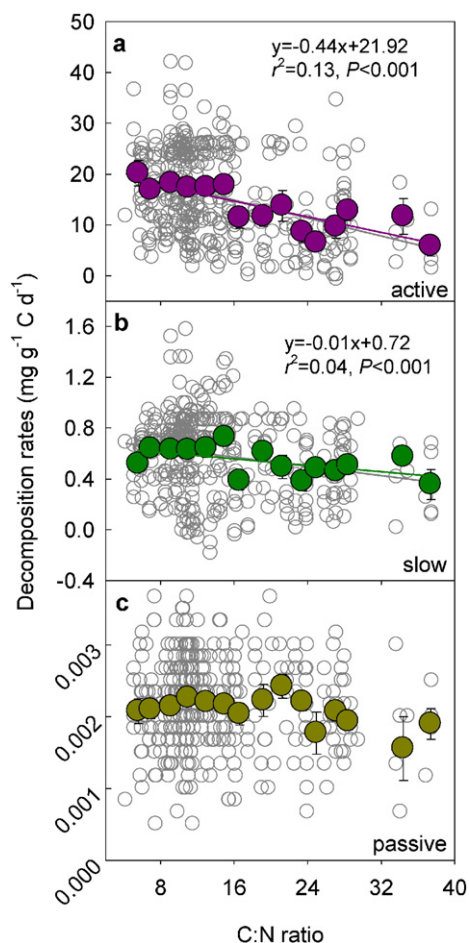 a
y=-0.44x+21.92
r²=0.13, P<0.001
50
40
30
20
10
0
active
b
y=-0.01x+0.72
r²=0.04, P<0.001
1.6
1.2
0.8
0.4
0.0
-0.4
slow
c
0.003
0.002
0.001
0.000
passive
8 16 24 32 40
C:N ratio
Decomposition rates (mg g⁻¹ C d⁻¹)